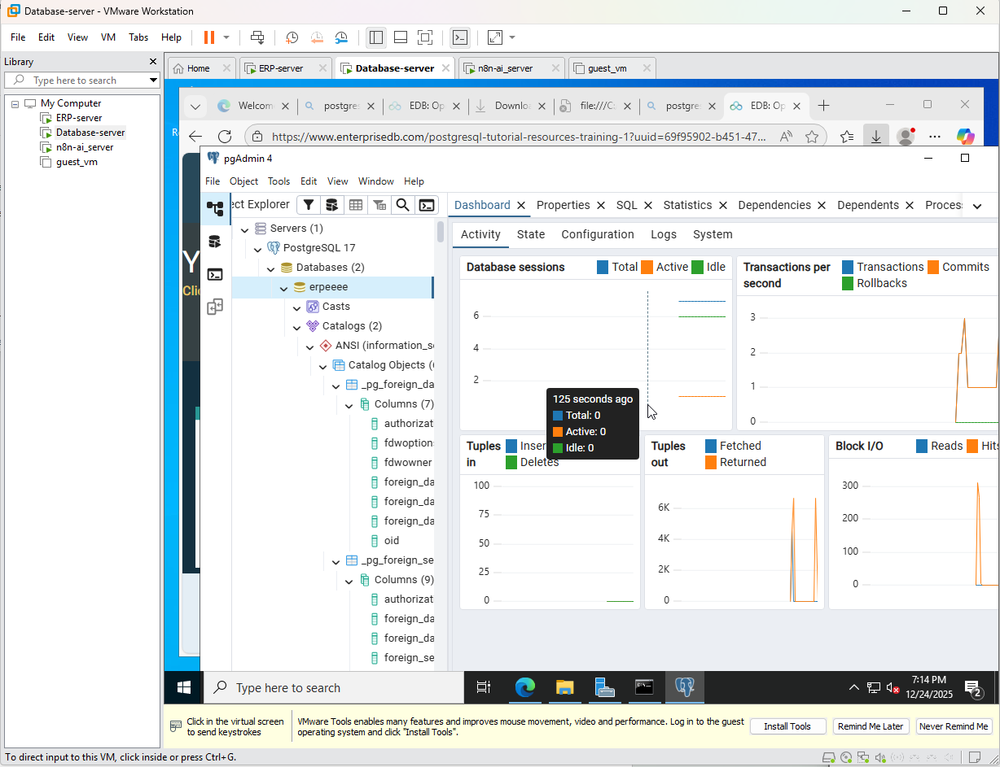 Database-server - VMware Workstation
File Edit View VM Tabs Help
Library
Type here to search
My Computer
ERP-server
Database-server
n8n-ai_server
guest_vm
Home ERP-server Database-server n8n-ai_server guest_vm
Welcom postgres EDB: Op EDB: Op Downlo file:///C: postgre: EDB: Op
https://www.enterprisedb.com/postgresql-tutorial-resources-training-1?uuid=69f95902-b451-47...
Y
Clic
pgAdmin 4
File Object Tools Edit View Window Help
ect Explorer
Dashboard Properties SQL Statistics Dependencies Dependents Proces
Servers (1)
PostgreSQL 17
Databases (2)
erpeeee
Casts
Catalogs (2)
ANSI (information_s
Catalog Objects (
_pg_foreign_da
Columns (7)
authorizat
fdwoption
fdwowner
foreign_da
foreign_da
foreign_da
oid
_pg_foreign_se
Columns (9)
authorizat
foreign_da
foreign_da
foreign_se
Activity State Configuration Logs System
Database sessions Total Active Idle
6
4
2
125 seconds ago
Total: 0
Active: 0
Idle: 0
Transactions per second Transactions Commits
Rollbacks
3
2
1
0
Tuples in Inser
Deletes
100
75
50
25
0
Tuples out Fetched
Returned
6K
4K
2K
0
Block I/O Reads Hits
300
200
100
0
Type here to search
7:14 PM
12/24/2025
2
Click in the virtual screen
to send keystrokes
VMware Tools enables many features and improves mouse movement, video and performance. Log in to the guest
operating system and click "Install Tools".
Install Tools Remind Me Later Never Remind Me
To direct input to this VM, click inside or press Ctrl+G.